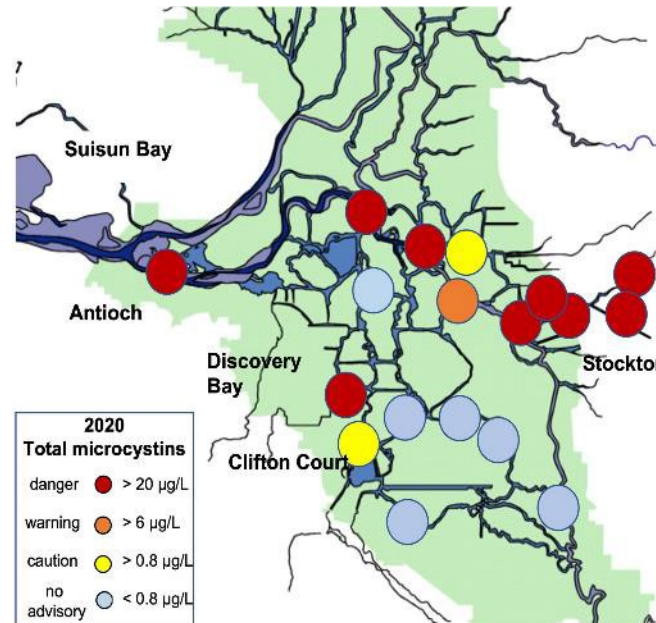 Suisun Bay
Antioch
Discovery
Bay
Stockton
Clifton Court
2020
Total microcystins
danger > 20 µg/L
warning > 6 µg/L
caution > 0.8 µg/L
no
advisory < 0.8 µg/L